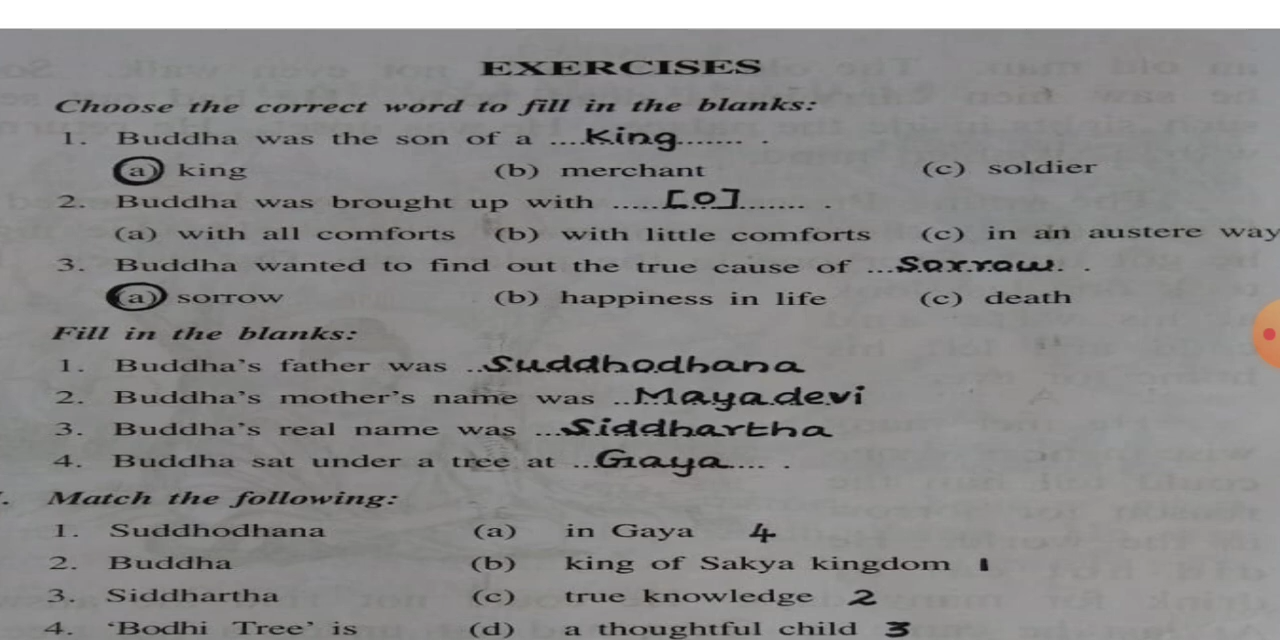 EXERCISES
Choose the correct word to fill in the blanks:
1. Buddha was the son of a ....King....... .
(a) king (b) merchant (c) soldier
2. Buddha was brought up with ......[o].......
(a) with all comforts (b) with little comforts (c) in an austere way
3. Buddha wanted to find out the true cause of ...Sorrow. .
(a) sorrow (b) happiness in life (c) death
Fill in the blanks:
1. Buddha's father was ..Suddhodhana
2. Buddha's mother's name was ..Mayadevi
3. Buddha's real name was ...Siddhartha
4. Buddha sat under a tree at ...Gaya.... .
Match the following:
1. Suddhodhana (a) in Gaya 4
2. Buddha (b) king of Sakya kingdom 1
3. Siddhartha (c) true knowledge 2
4. 'Bodhi Tree' is (d) a thoughtful child 3